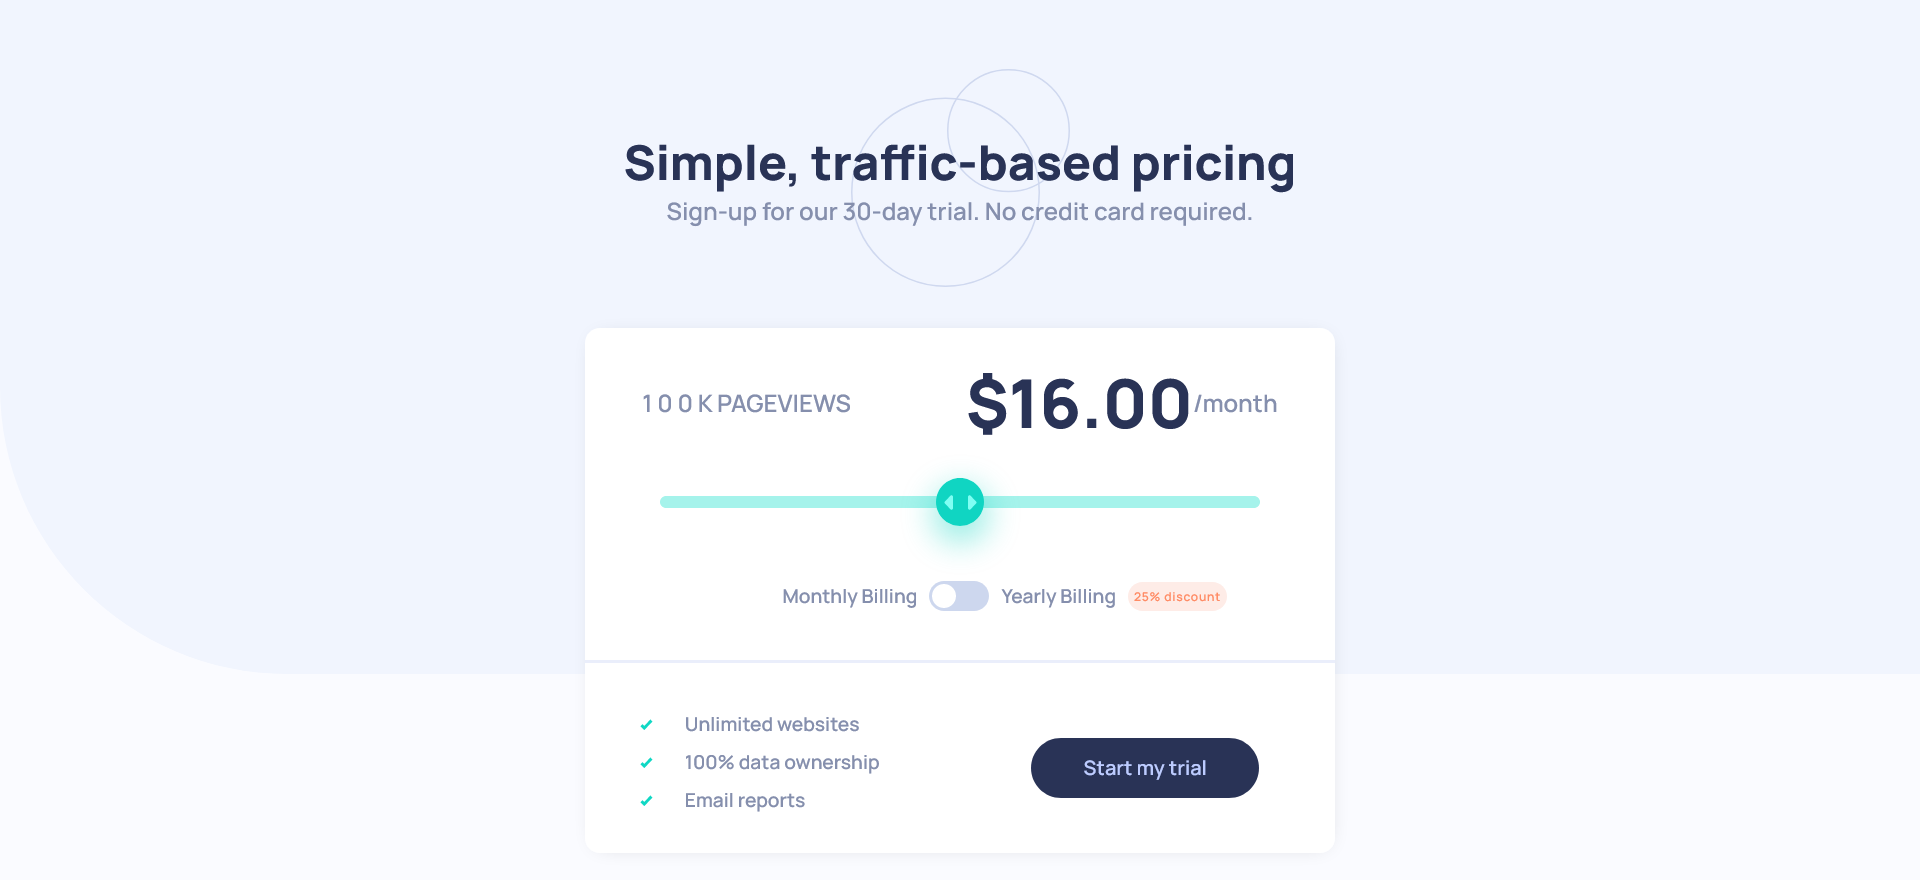 Simple, traffic-based pricing
Sign-up for our 30-day trial. No credit card required.
1 0 0 K PAGEVIEWS $16.00/month
Monthly Billing Yearly Billing 25% discount
Unlimited websites
100% data ownership
Email reports
Start my trial